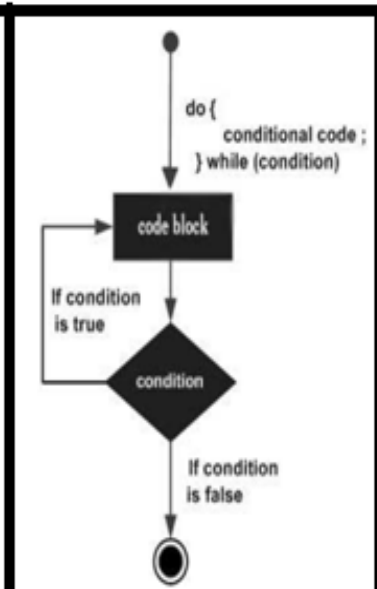 do {
conditional code ;
} while (condition)
code block
If condition
is true
condition
If condition
is false